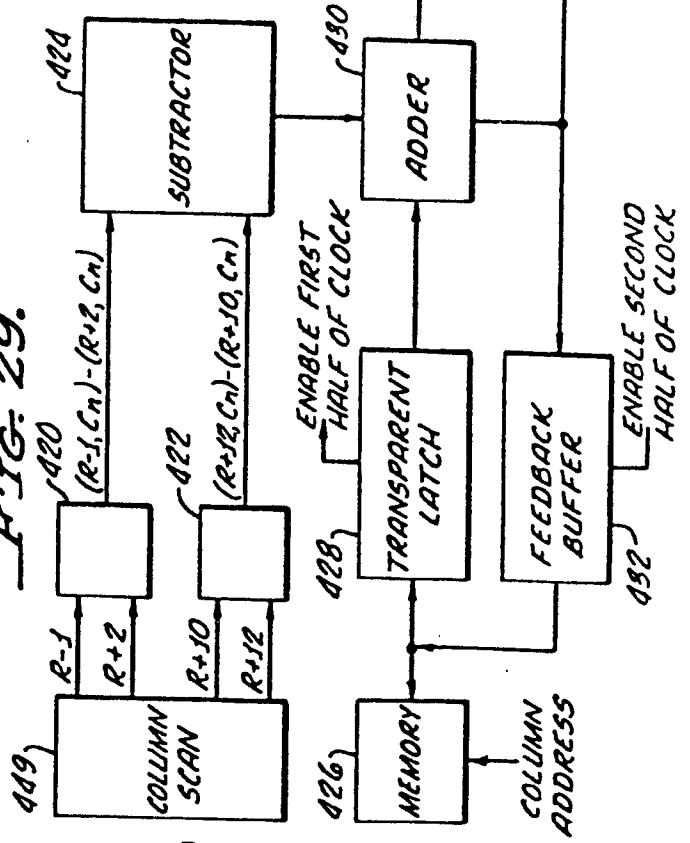 FIG. 29.
449
COLUMN
SCAN
R-1
R+2
R+10
R+12
420
422
(R-1, Cn)-(R+2, Cn)
(R+12, Cn)-(R+10, Cn)
424
SUBTRACTOR
426
MEMORY
COLUMN
ADDRESS
428
TRANSPARENT
LATCH
ENABLE FIRST
HALF OF CLOCK
430
ADDER
432
FEEDBACK
BUFFER
ENABLE SECOND
HALF OF CLOCK